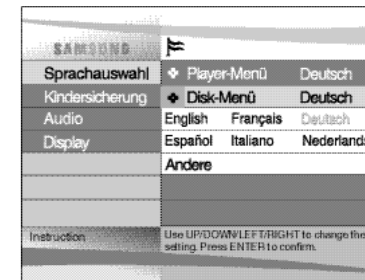 SAMSUNG
Sprachauswahl
Player-Menü Deutsch
Kindersicherung
Disk-Menü Deutsch
Audio
English Français Deutsch
Display
Español Italiano Nederlands
Andere
Instruction
Use UP/DOWN/LEFT/RIGHT to change the
setting. Press ENTER to confirm.